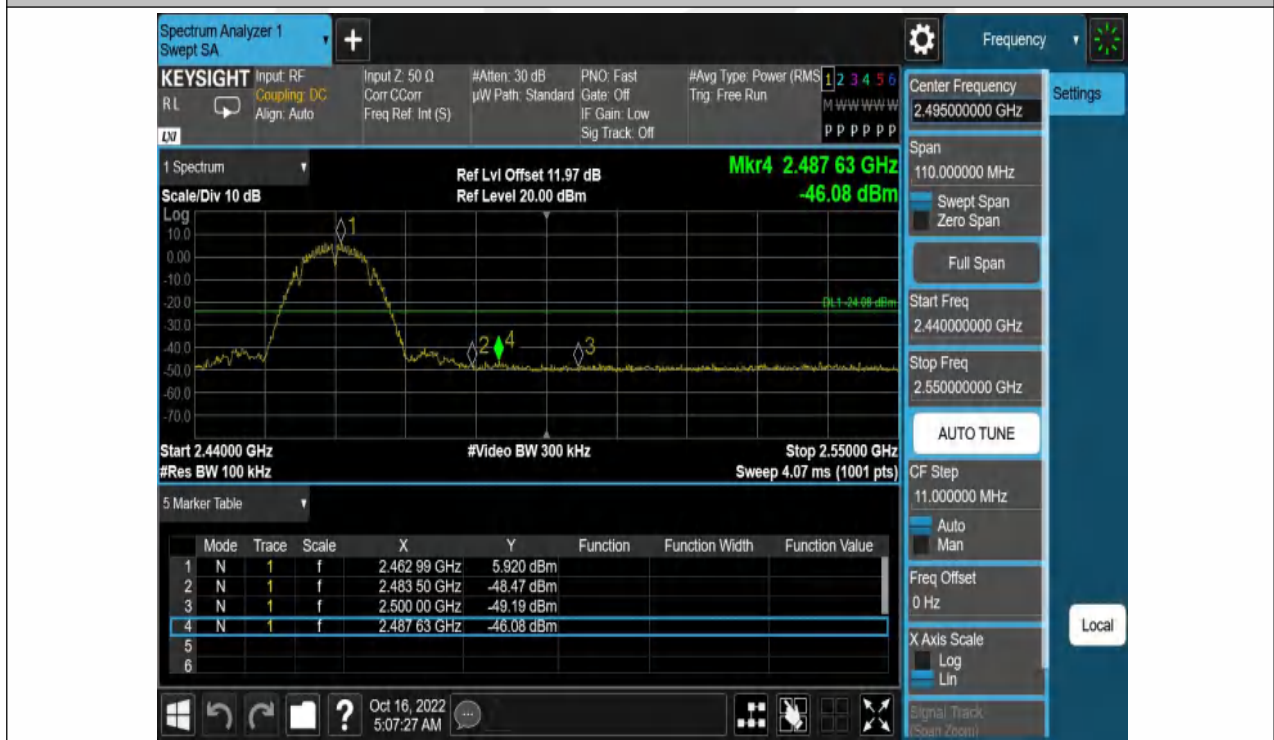 Spectrum Analyzer 1
Swept SA
Frequency
KEYSIGHT
RL
LXI
Input: RF
Coupling: DC
Align: Auto
Input Z: 50 Ω
Corr CCorr
Freq Ref: Int (S)
#Atten: 30 dB
µW Path: Standard
PNO: Fast
Gate: Off
IF Gain: Low
Sig Track: Off
#Avg Type: Power (RMS
Trig: Free Run
1 2 3 4 5 6
M W W W W W
P P P P P P
1 Spectrum
Scale/Div 10 dB
Ref Lvl Offset 11.97 dB
Ref Level 20.00 dBm
Mkr4 2.487 63 GHz
-46.08 dBm
Log
10.0
0.00
-10.0
-20.0
-30.0
-40.0
-50.0
-60.0
-70.0
1
2
4
3
DL1 -24.08 dBm
Start 2.44000 GHz
#Res BW 100 kHz
#Video BW 300 kHz
Stop 2.55000 GHz
Sweep 4.07 ms (1001 pts)
5 Marker Table
Mode Trace Scale X Y Function Function Width Function Value
1 N 1 f 2.462 99 GHz 5.920 dBm
2 N 1 f 2.483 50 GHz -48.47 dBm
3 N 1 f 2.500 00 GHz -49.19 dBm
4 N 1 f 2.487 63 GHz -46.08 dBm
5
6
Oct 16, 2022
5:07:27 AM
Center Frequency
2.495000000 GHz
Span
110.000000 MHz
Swept Span
Zero Span
Full Span
Start Freq
2.440000000 GHz
Stop Freq
2.550000000 GHz
AUTO TUNE
CF Step
11.000000 MHz
Auto
Man
Freq Offset
0 Hz
X Axis Scale
Log
Lin
Signal Track
(Span Zoom)
Settings
Local